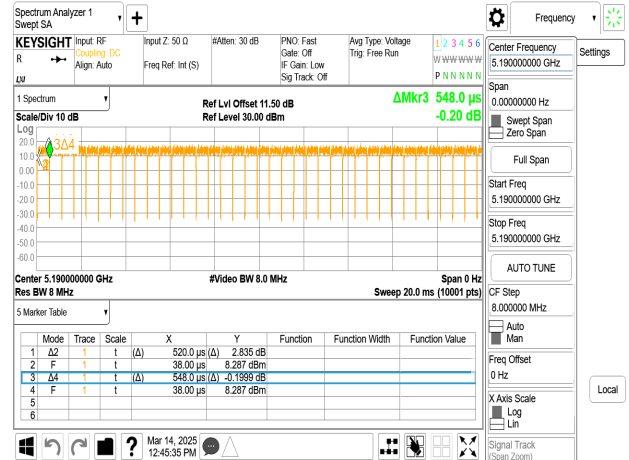 Spectrum Analyzer 1
Swept SA
Frequency
KEYSIGHT
R
Input: RF
Coupling: DC
Align: Auto
Input Z: 50 Ω
Freq Ref: Int (S)
#Atten: 30 dB
PNO: Fast
Gate: Off
IF Gain: Low
Sig Track: Off
Avg Type: Voltage
Trig: Free Run
1 2 3 4 5 6
W W W W W W
P N N N N N
1 Spectrum
Scale/Div 10 dB
Log
Ref Lvl Offset 11.50 dB
Ref Level 30.00 dBm
ΔMkr3 548.0 µs
-0.20 dB
3Δ4
20.0
10.0
0.00
-10.0
-20.0
-30.0
-40.0
-50.0
-60.0
Center 5.190000000 GHz
Res BW 8 MHz
#Video BW 8.0 MHz
Span 0 Hz
Sweep 20.0 ms (10001 pts)
5 Marker Table
Mode Trace Scale X Y Function Function Width Function Value
1 Δ2 1 t (Δ) 520.0 µs (Δ) 2.835 dB
2 F 1 t 38.00 µs 8.287 dBm
3 Δ4 1 t (Δ) 548.0 µs (Δ) -0.1999 dB
4 F 1 t 38.00 µs 8.287 dBm
5
6
Mar 14, 2025
12:45:35 PM
Center Frequency
5.190000000 GHz
Span
0.00000000 Hz
Swept Span
Zero Span
Full Span
Start Freq
5.190000000 GHz
Stop Freq
5.190000000 GHz
AUTO TUNE
CF Step
8.000000 MHz
Auto
Man
Freq Offset
0 Hz
X Axis Scale
Log
Lin
Signal Track
(Span Zoom)
Settings
Local